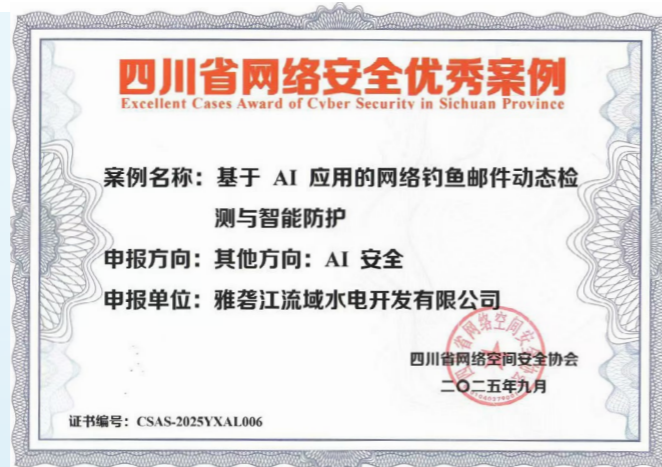 四川省网络安全优秀案例
Excellent Cases Award of Cyber Security in Sichuan Province
案例名称：基于 AI 应用的网络钓鱼邮件动态检
测与智能防护
申报方向：其他方向：AI 安全
申报单位：雅砻江流域水电开发有限公司
四川省网络空间安全协会
二〇二五年九月
证书编号：CSAS-2025YXAL006